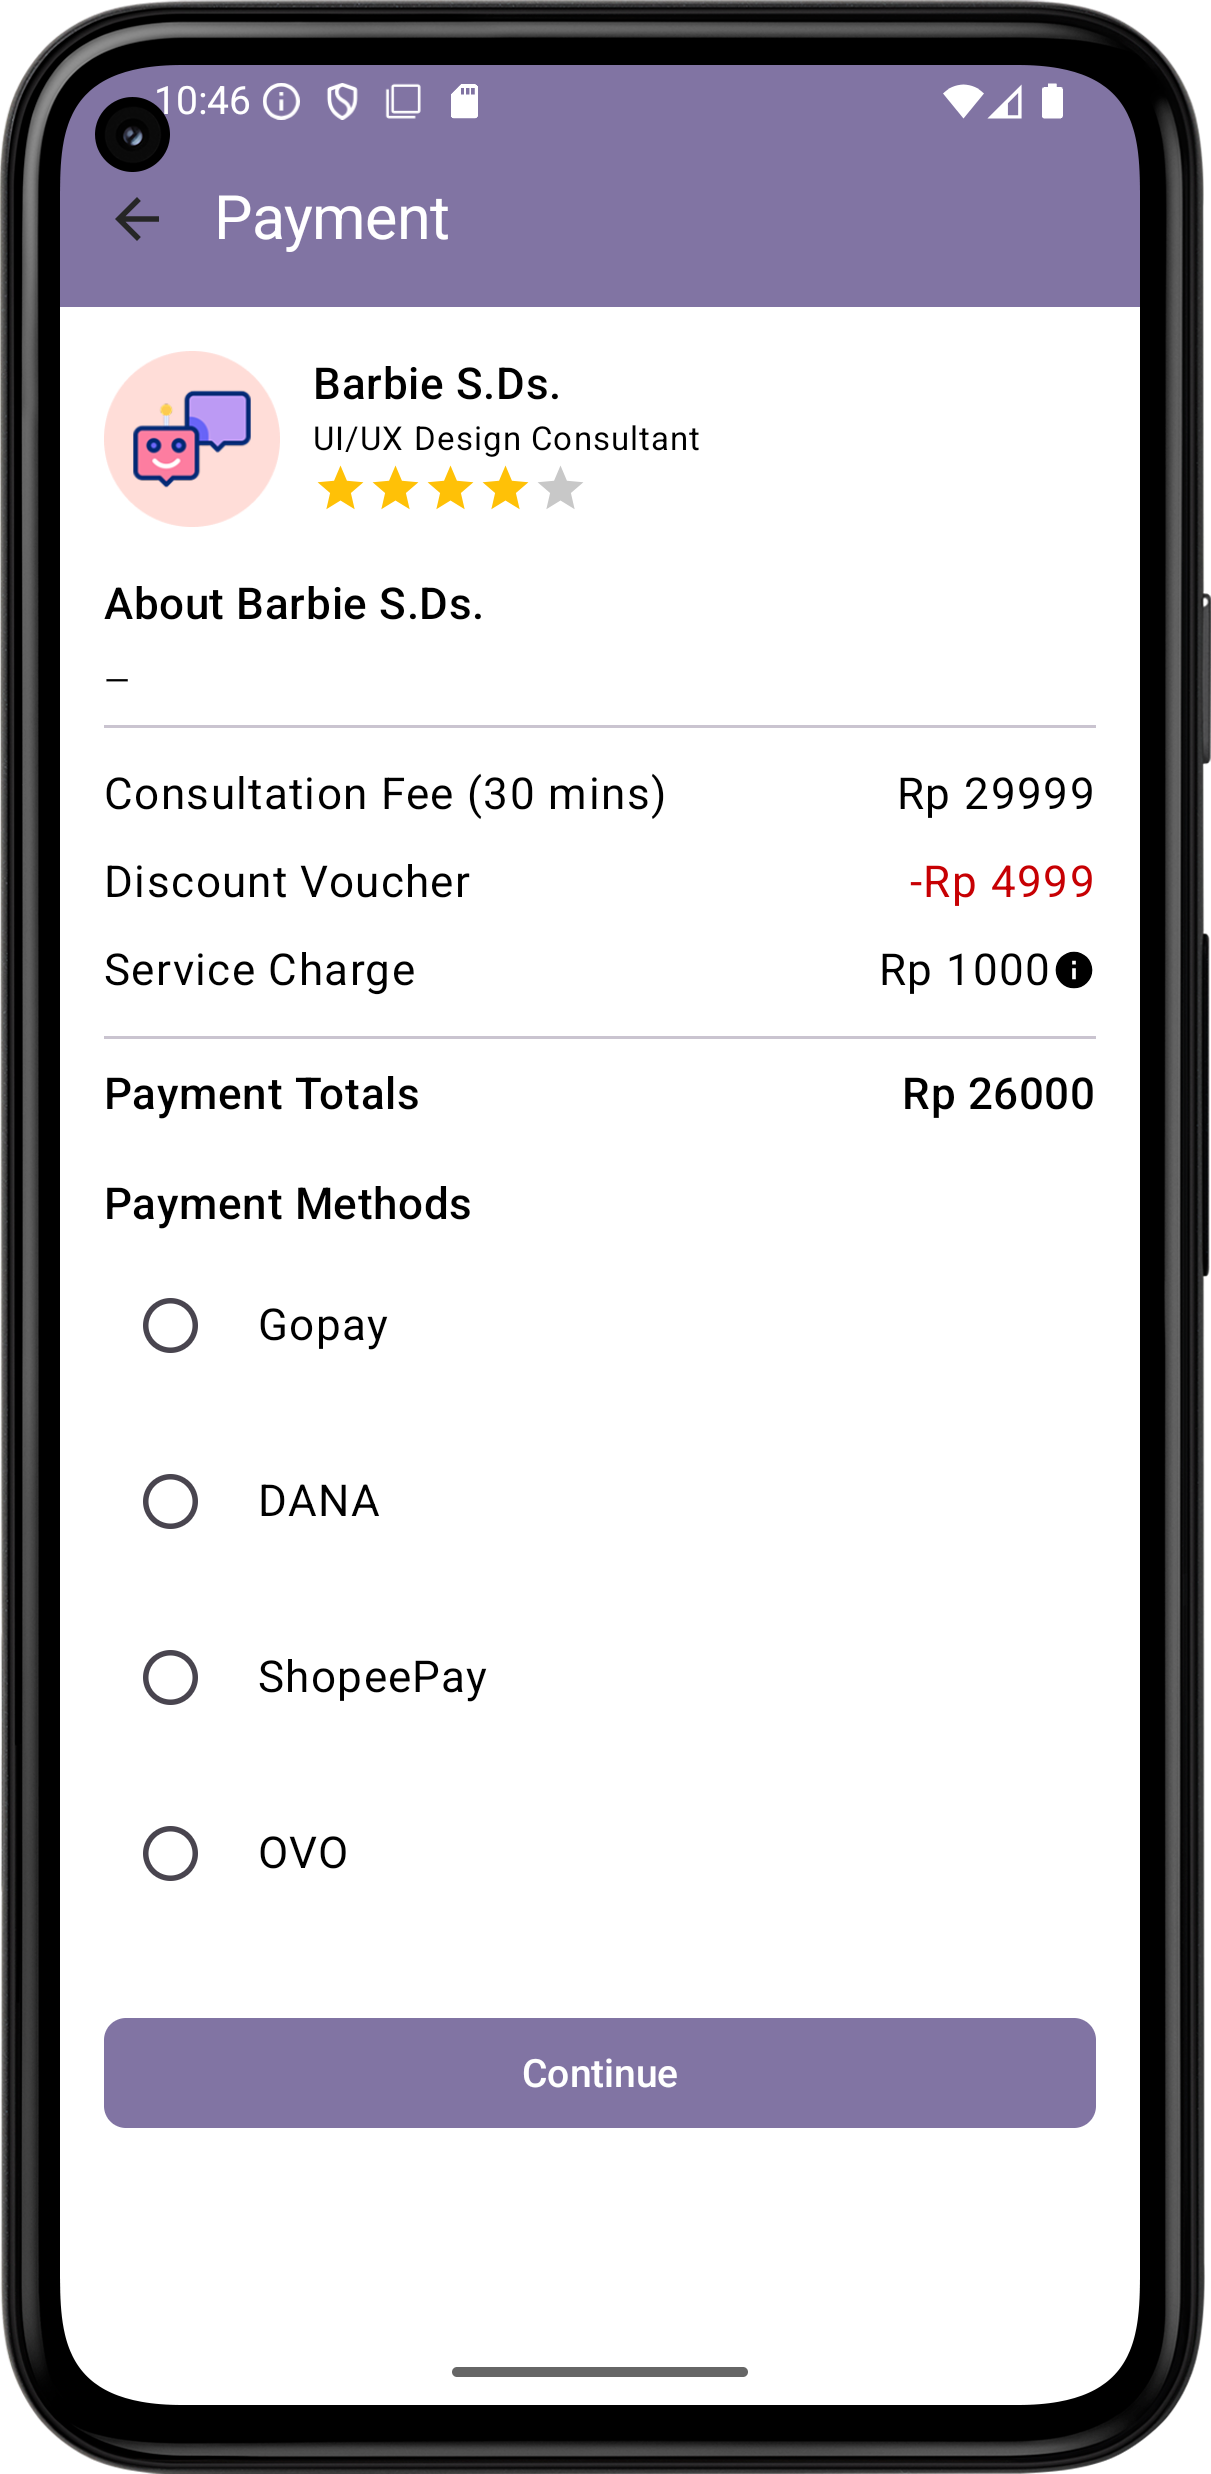 10:46
Payment
Barbie S.Ds.
UI/UX Design Consultant
About Barbie S.Ds.
–
Consultation Fee (30 mins) Rp 29999
Discount Voucher -Rp 4999
Service Charge Rp 1000
Payment Totals Rp 26000
Payment Methods
Gopay
DANA
ShopeePay
OVO
Continue